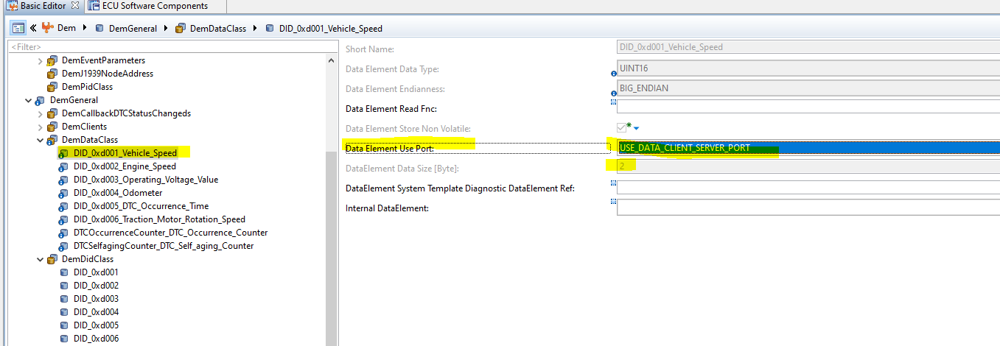 Basic Editor
ECU Software Components
Dem
DemGeneral
DemDataClass
DID_0xd001_Vehicle_Speed
<Filter>
DemEventParameters
DemJ1939NodeAddress
DemPidClass
DemGeneral
DemCallbackDTCStatusChangeds
DemClients
DemDataClass
DID_0xd001_Vehicle_Speed
DID_0xd002_Engine_Speed
DID_0xd003_Operating_Voltage_Value
DID_0xd004_Odometer
DID_0xd005_DTC_Occurrence_Time
DID_0xd006_Traction_Motor_Rotation_Speed
DTCOccurrenceCounter_DTC_Occurrence_Counter
DTCSelfagingCounter_DTC_Self_aging_Counter
DemDidClass
DID_0xd001
DID_0xd002
DID_0xd003
DID_0xd004
DID_0xd005
DID_0xd006
Short Name:
DID_0xd001_Vehicle_Speed
Data Element Data Type:
UINT16
Data Element Endianness:
BIG_ENDIAN
Data Element Read Fnc:
Data Element Store Non Volatile:
*
Data Element Use Port:
USE_DATA_CLIENT_SERVER_PORT
DataElement Data Size [Byte]:
2
DataElement System Template Diagnostic DataElement Ref:
Internal DataElement: